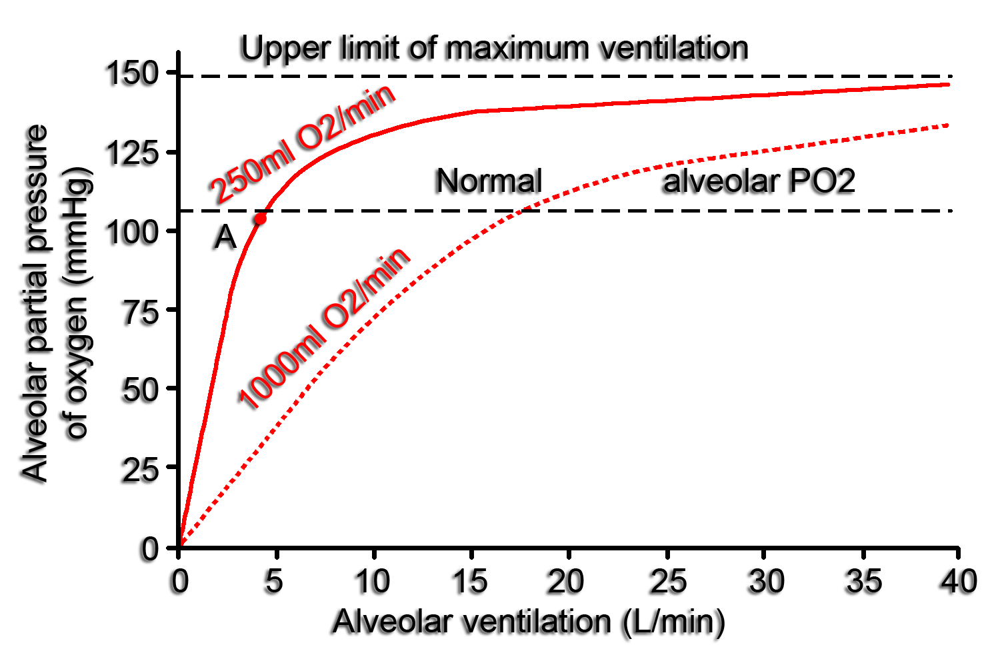 Upper limit of maximum ventilation
150
250ml O2/min
125
Normal alveolar PO2
100
A
1000ml O2/min
75
50
25
0
Alveolar partial pressure
of oxygen (mmHg)
0 5 10 15 20 25 30 35 40
Alveolar ventilation (L/min)